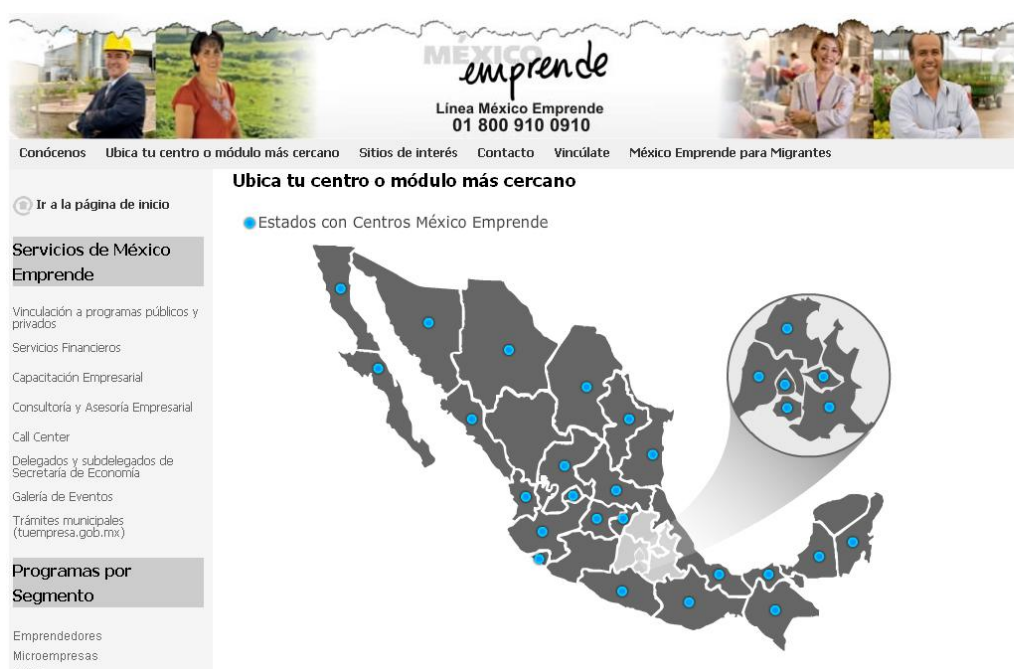 MÉXICO
emprende
Línea México Emprende
01 800 910 0910
Conócenos Ubica tu centro o módulo más cercano Sitios de interés Contacto Vincúlate México Emprende para Migrantes
Ir a la página de inicio
Servicios de México
Emprende
Vinculación a programas públicos y
privados
Servicios Financieros
Capacitación Empresarial
Consultoría y Asesoría Empresarial
Call Center
Delegados y subdelegados de
Secretaría de Economía
Galería de Eventos
Trámites municipales
(tuempresa.gob.mx)
Programas por
Segmento
Emprendedores
Microempresas
Ubica tu centro o módulo más cercano
Estados con Centros México Emprende